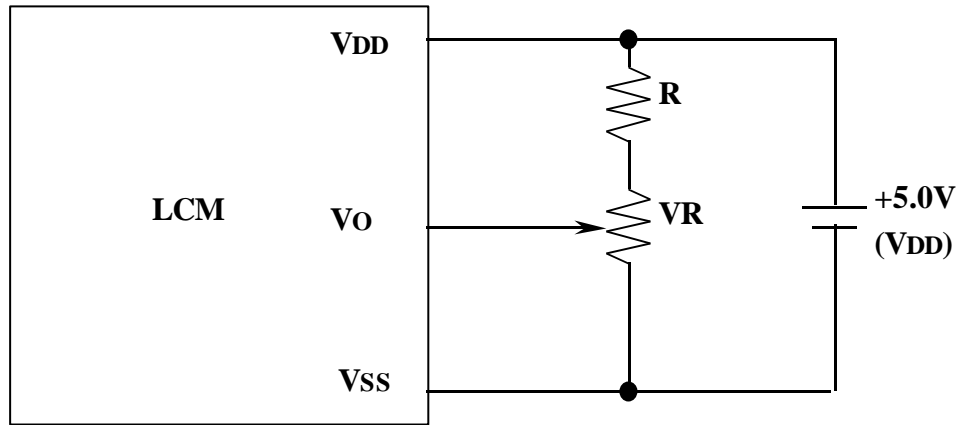 VDD
R
LCM
VO
VR
+5.0V
(VDD)
VSS